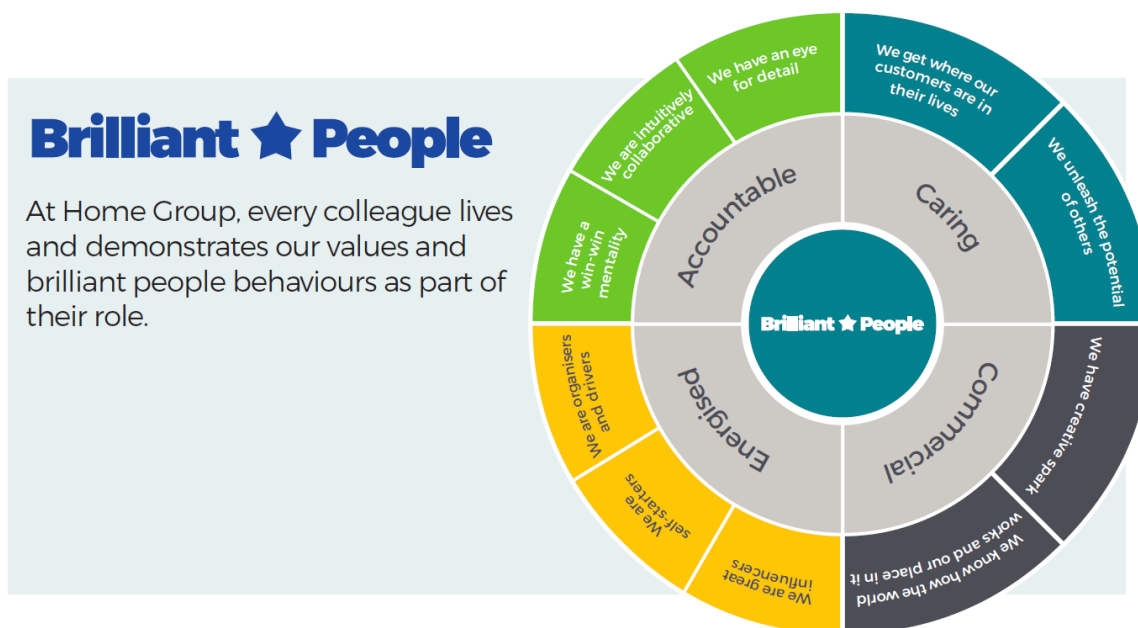 Brilliant ★ People
At Home Group, every colleague lives
and demonstrates our values and
brilliant people behaviours as part of
their role.
We have an eye
for detail
We are intuitively
collaborative
We have a
win-win
mentality
Accountable
We get where our
customers are in
their lives
We unleash the potential
of others
Caring
Brilliant ★ People
We are organisers
and drivers
We are
self-starters
We are great
influencers
Energised
We have creative spark
We know how the world
works and our place in it
Commercial